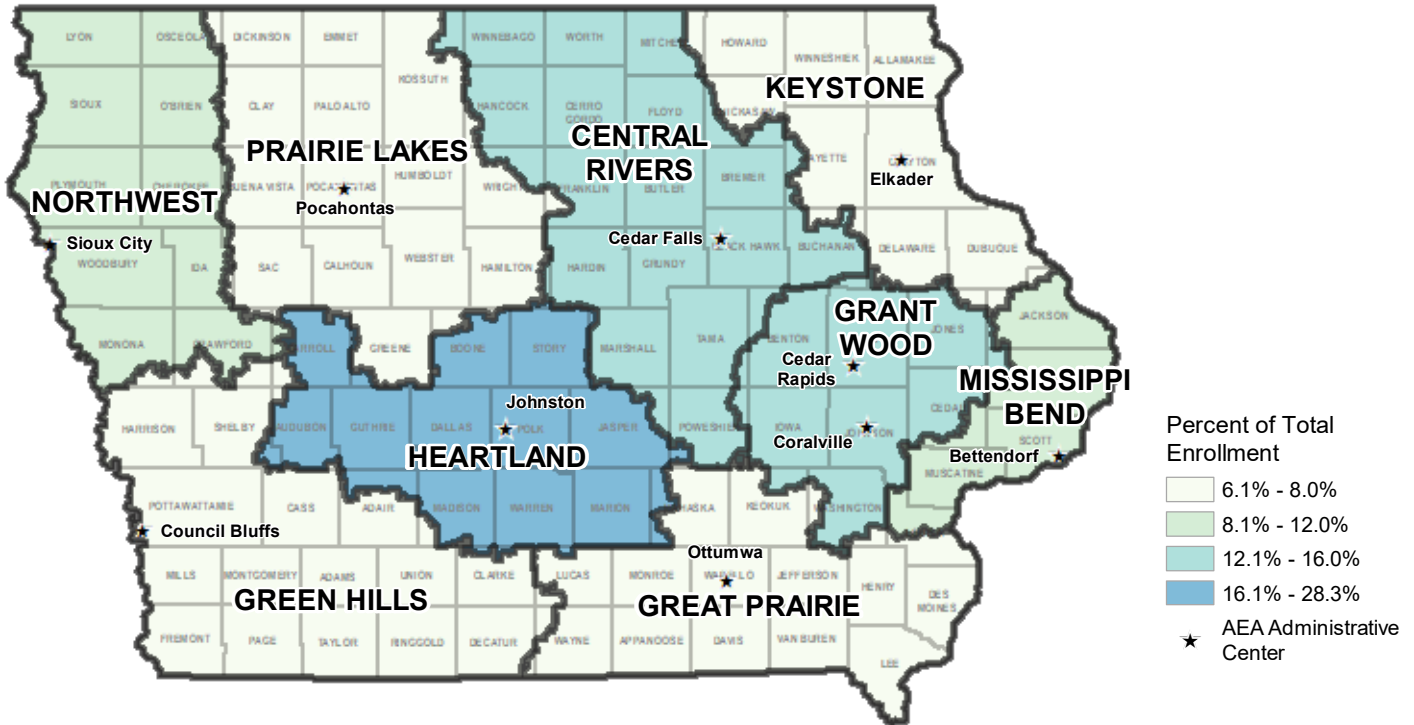 LYON
OSCEOLA
DICKINSON
EMMET
WINNEBAGO
WORTH
MITCHE
HOWARD
WINNESHIEK
ALLAMAKEE
KOSSUTH
KEYSTONE
SIOUX
O'BRIEN
CLAY
PALO ALTO
HANCOCK
CERRO
GORDO
FLOYD
CENTRAL
RIVERS
PRAIRIE LAKES
PLYMOUTH
CHEROKEE
HUMBOLDT
WRIGHT
FRANKLIN
BUTLER
BREMER
Elkader
NORTHWEST
Pocahontas
Sioux City
WOODBURY
IDA
SAC
CALHOUN
WEBSTER
HAMILTON
HARDIN
GRUNDY
Cedar Falls
BUCHANAN
DELAWARE
DUBUQUE
GRANT
WOOD
JONES
JACKSON
MONONA
GREENE
BOONE
STORY
MARSHALL
TAMA
BENTON
Cedar
Rapids
MISSISSIPPI
BEND
HARRISON
SHELBY
AUDUBON
GUTHRIE
DALLAS
Johnston
POLK
JASPER
POWESHIEK
IOWA
Coralville
SCOTT
Bettendorf
MUSCATINE
HEARTLAND
POTTAWATTAMIE
CASS
ADAIR
MADISON
WARREN
MARION
KEOKUK
WASHINGTON
Council Bluffs
Ottumwa
MILLS
MONTGOMERY
ADAMS
UNION
CLARKE
LUCAS
MONROE
JEFFERSON
HENRY
DES
MOINES
GREEN HILLS
GREAT PRAIRIE
FREMONT
PAGE
TAYLOR
RINGGOLD
DECATUR
WAYNE
APPANOOSE
DAVIS
VAN BUREN
LEE
Percent of Total
Enrollment
6.1% - 8.0%
8.1% - 12.0%
12.1% - 16.0%
16.1% - 28.3%
AEA Administrative
Center